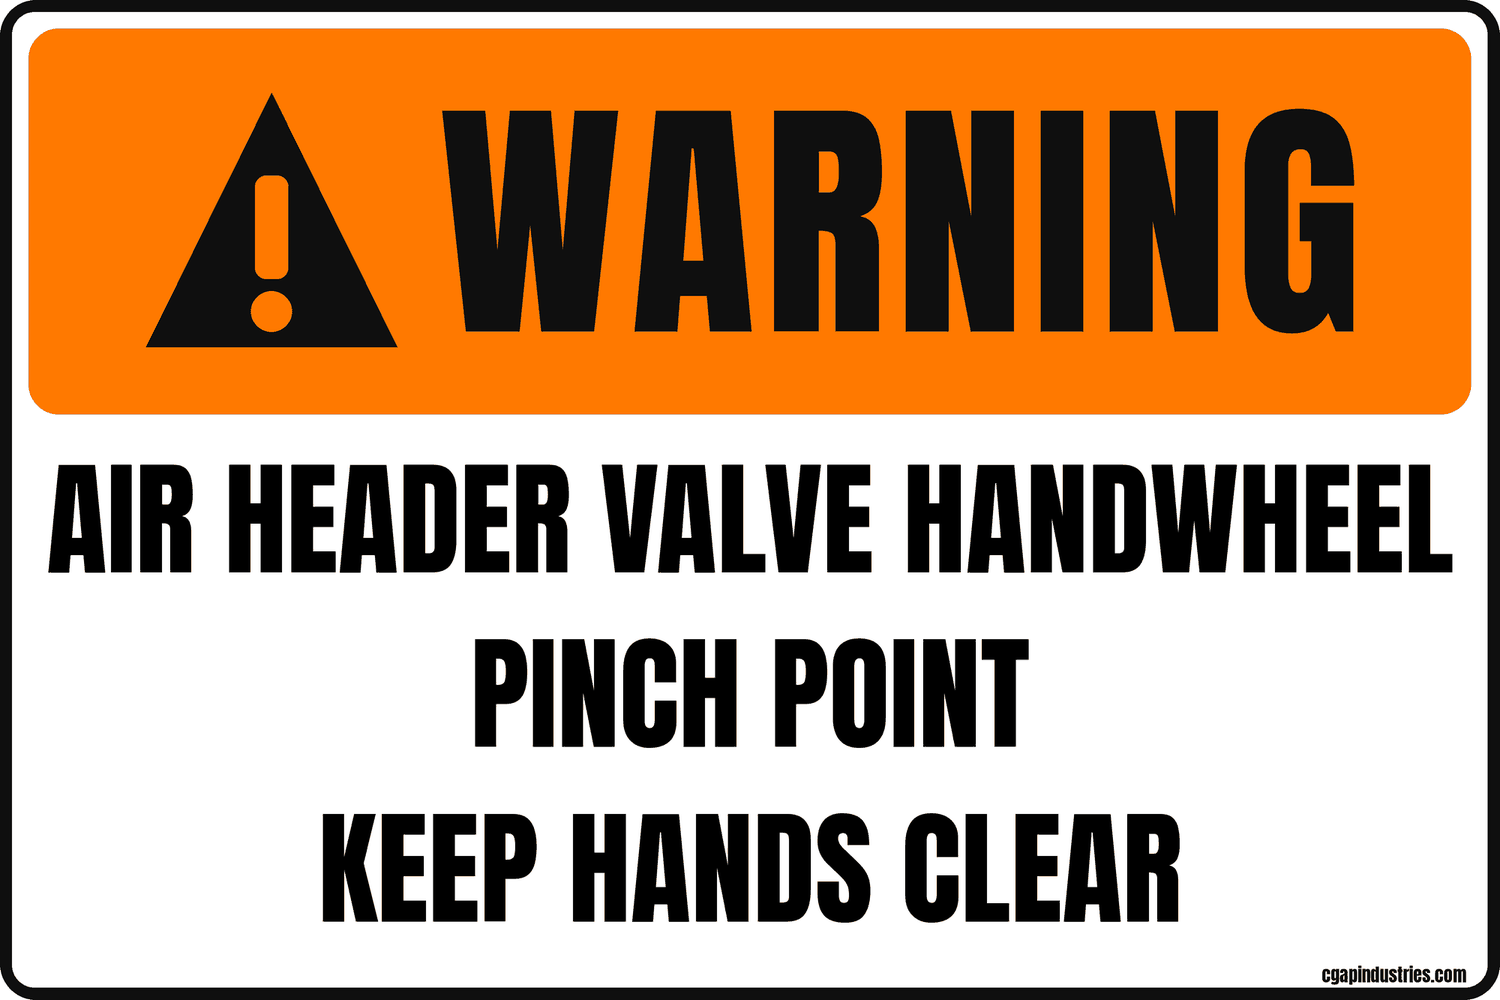 WARNING
AIR HEADER VALVE HANDWHEEL
PINCH POINT
KEEP HANDS CLEAR
cgapindustries.com